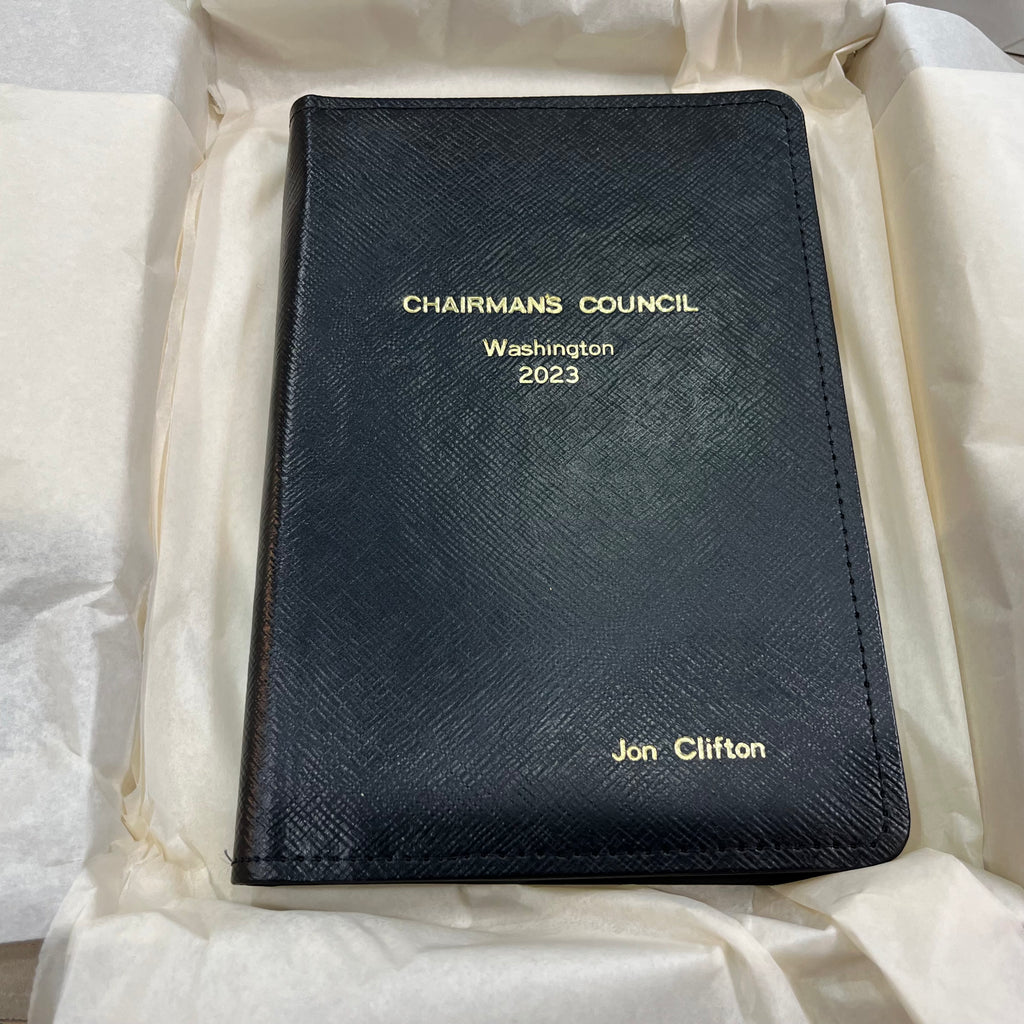 CHAIRMAN'S COUNCIL
Washington
2023
Jon Clifton